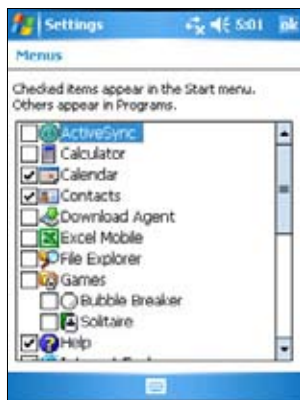 Settings 5:01 ok
Menus
Checked items appear in the Start menu.
Others appear in Programs.
ActiveSync
Calculator
Calendar
Contacts
Download Agent
Excel Mobile
File Explorer
Games
Bubble Breaker
Solitaire
Help